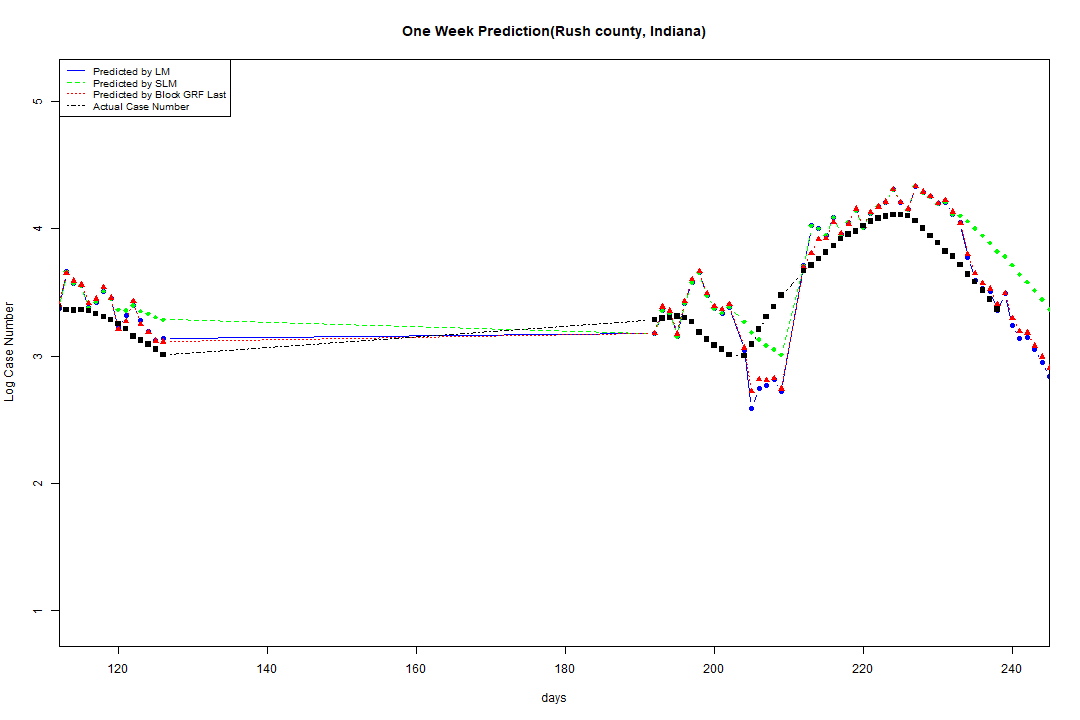 One Week Prediction(Rush county, Indiana)
Predicted by LM
Predicted by SLM
Predicted by Block GRF Last
Actual Case Number
5
4
3
2
1
Log Case Number
120 140 160 180 200 220 240
days